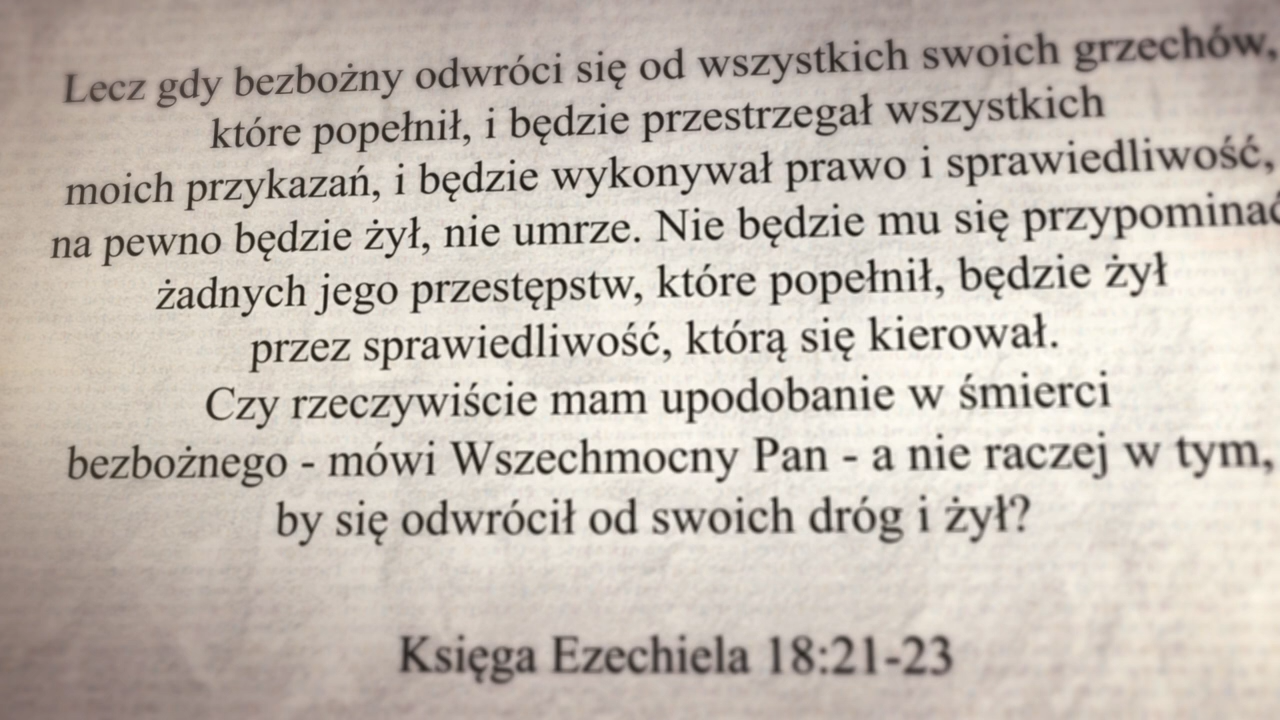 Lecz gdy bezbożny odwróci się od wszystkich swoich grzechów,
które popełnił, i będzie przestrzegał wszystkich
moich przykazań, i będzie wykonywał prawo i sprawiedliwość,
na pewno będzie żył, nie umrze. Nie będzie mu się przypominać
żadnych jego przestępstw, które popełnił, będzie żył
przez sprawiedliwość, którą się kierował.
Czy rzeczywiście mam upodobanie w śmierci
bezbożnego - mówi Wszechmocny Pan - a nie raczej w tym,
by się odwrócił od swoich dróg i żył?
Księga Ezechiela 18:21-23